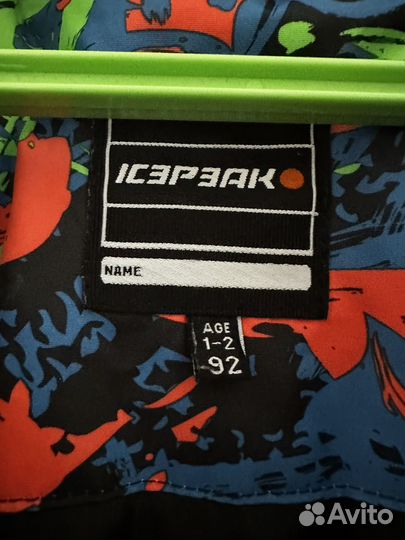 ICEPEAK
NAME
AGE
1-2
92
Avito